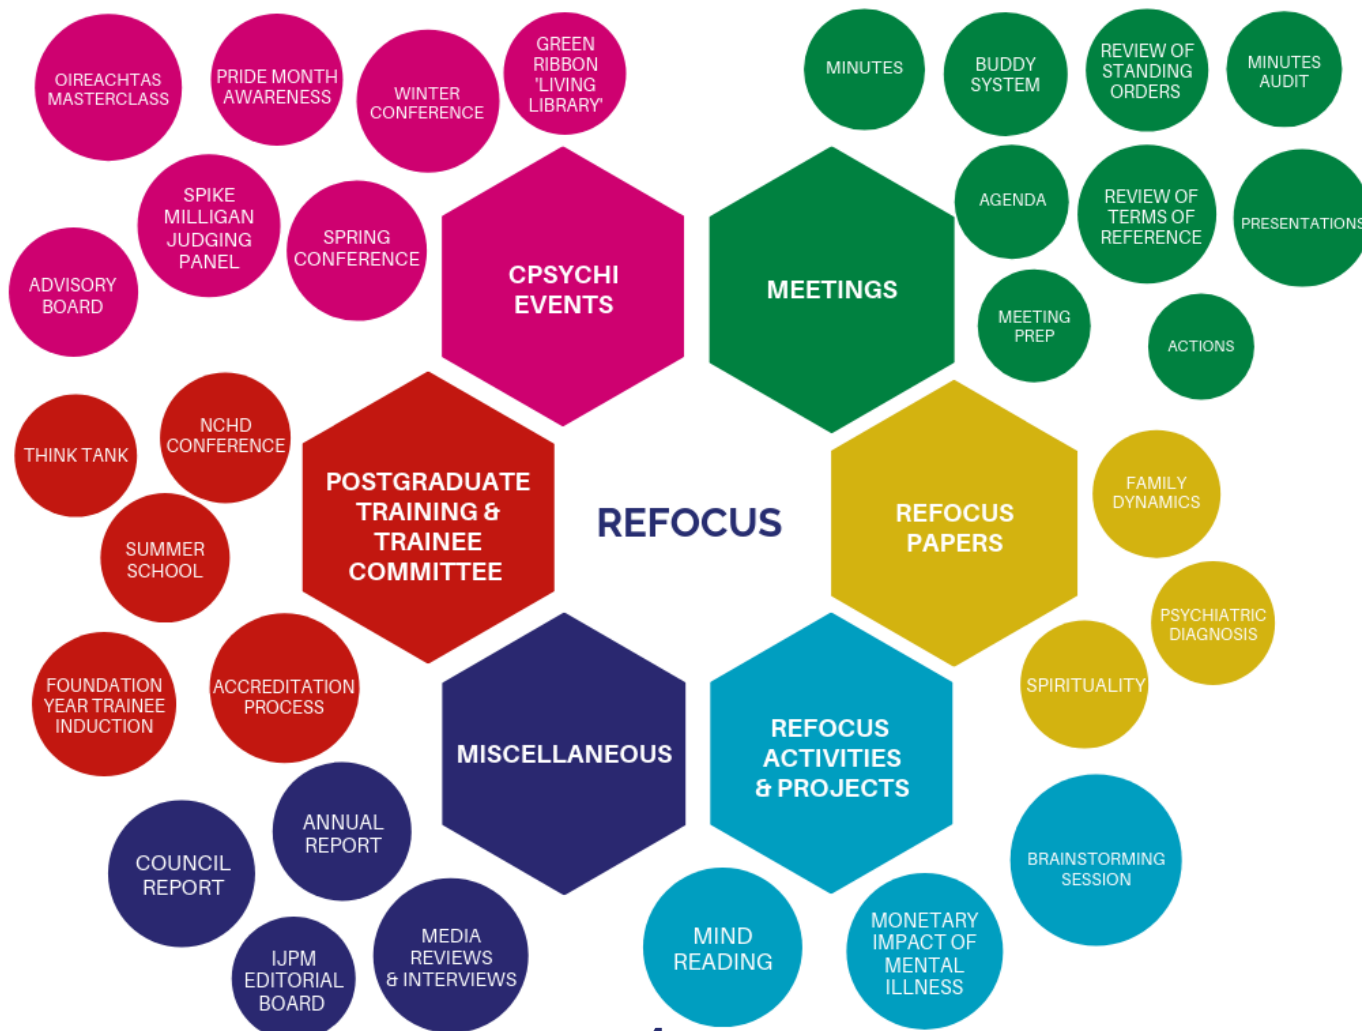 OIREACHTAS
MASTERCLASS
PRIDE MONTH
AWARENESS
WINTER
CONFERENCE
GREEN
RIBBON
'LIVING
LIBRARY'
SPIKE
MILLIGAN
JUDGING
PANEL
SPRING
CONFERENCE
ADVISORY
BOARD
CPSYCHI
EVENTS
MINUTES
BUDDY
SYSTEM
REVIEW OF
STANDING
ORDERS
MINUTES
AUDIT
AGENDA
REVIEW OF
TERMS OF
REFERENCE
PRESENTATIONS
MEETING
PREP
ACTIONS
MEETINGS
THINK TANK
NCHD
CONFERENCE
SUMMER
SCHOOL
FOUNDATION
YEAR TRAINEE
INDUCTION
ACCREDITATION
PROCESS
POSTGRADUATE
TRAINING &
TRAINEE
COMMITTEE
REFOCUS
REFOCUS
PAPERS
FAMILY
DYNAMICS
PSYCHIATRIC
DIAGNOSIS
SPIRITUALITY
MISCELLANEOUS
COUNCIL
REPORT
ANNUAL
REPORT
IJPM
EDITORIAL
BOARD
MEDIA
REVIEWS
& INTERVIEWS
REFOCUS
ACTIVITIES
& PROJECTS
MIND
READING
MONETARY
IMPACT OF
MENTAL
ILLNESS
BRAINSTORMING
SESSION